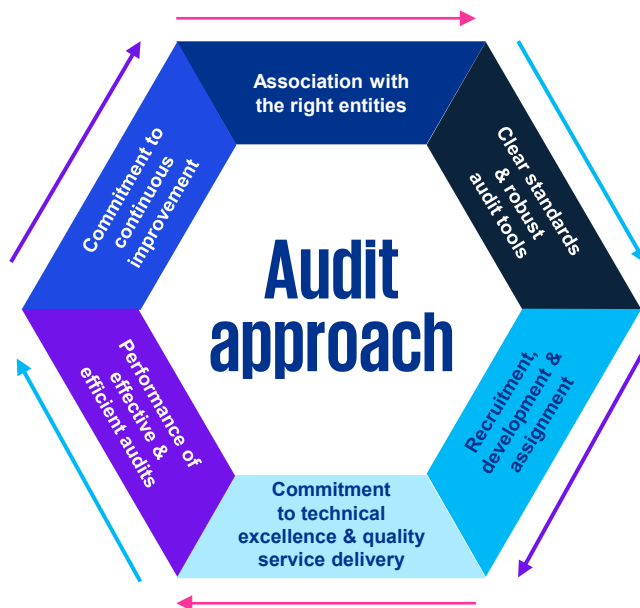 Association with
the right entities
Clear standards
& robust
audit tools
Recruitment,
development &
assignment
Commitment
to technical
excellence & quality
service delivery
Performance of
effective &
efficient audits
Commitment to
continuous
improvement
Audit
approach